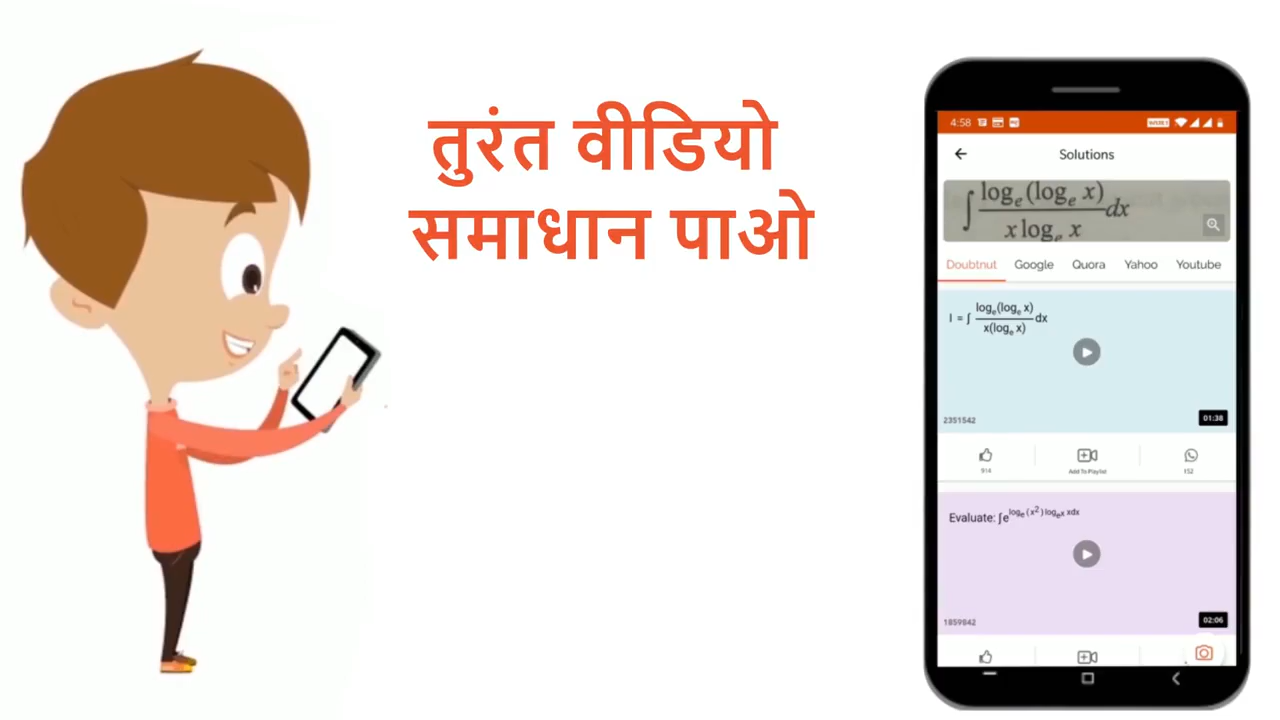 तुरंत वीडियो
समाधान पाओ
4:58
Solutions
∫ logₑ(logₑ x) / x logₑ x dx
Doubtnut Google Quora Yahoo Youtube
I = ∫ logₑ(logₑ x) / x(logₑ x) dx
2351542
01:38
914
Add To Playlist
152
Evaluate: ∫e^logₑ(x²)logₑx xdx
1859842
02:06